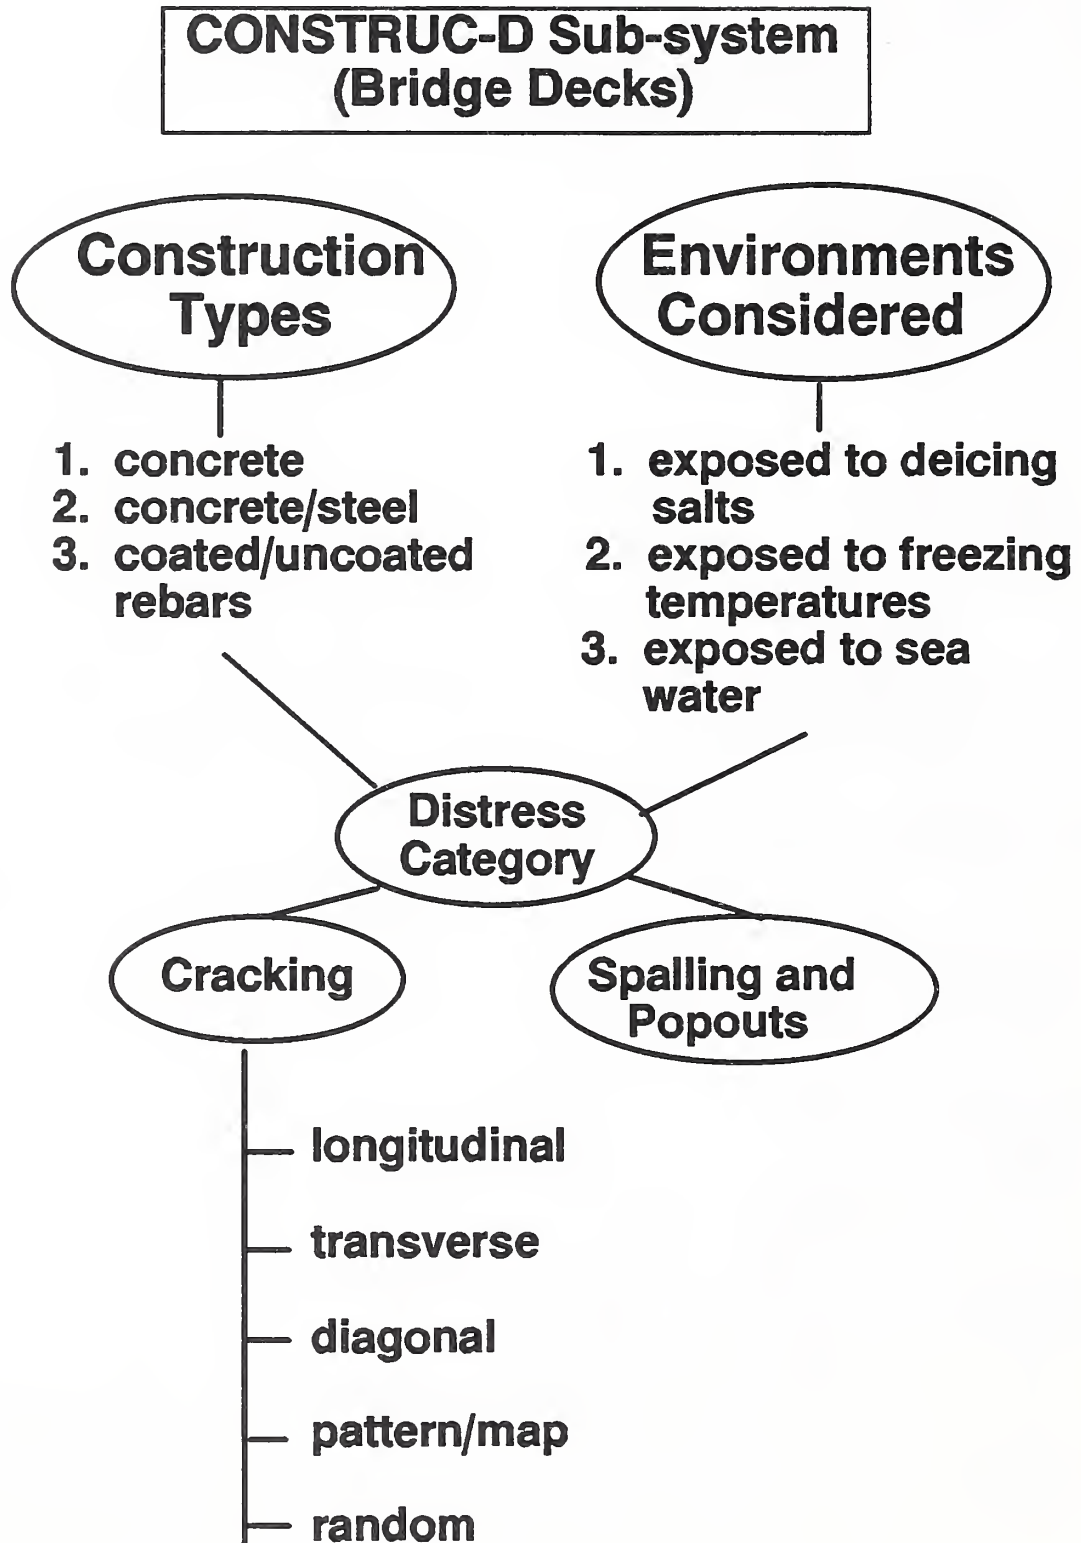 CONSTRUC-D Sub-system
(Bridge Decks)
Construction
Types
Environments
Considered
1. concrete
2. concrete/steel
3. coated/uncoated
rebars
1. exposed to deicing
salts
2. exposed to freezing
temperatures
3. exposed to sea
water
Distress
Category
Cracking
Spalling and
Popouts
longitudinal
transverse
diagonal
pattern/map
random